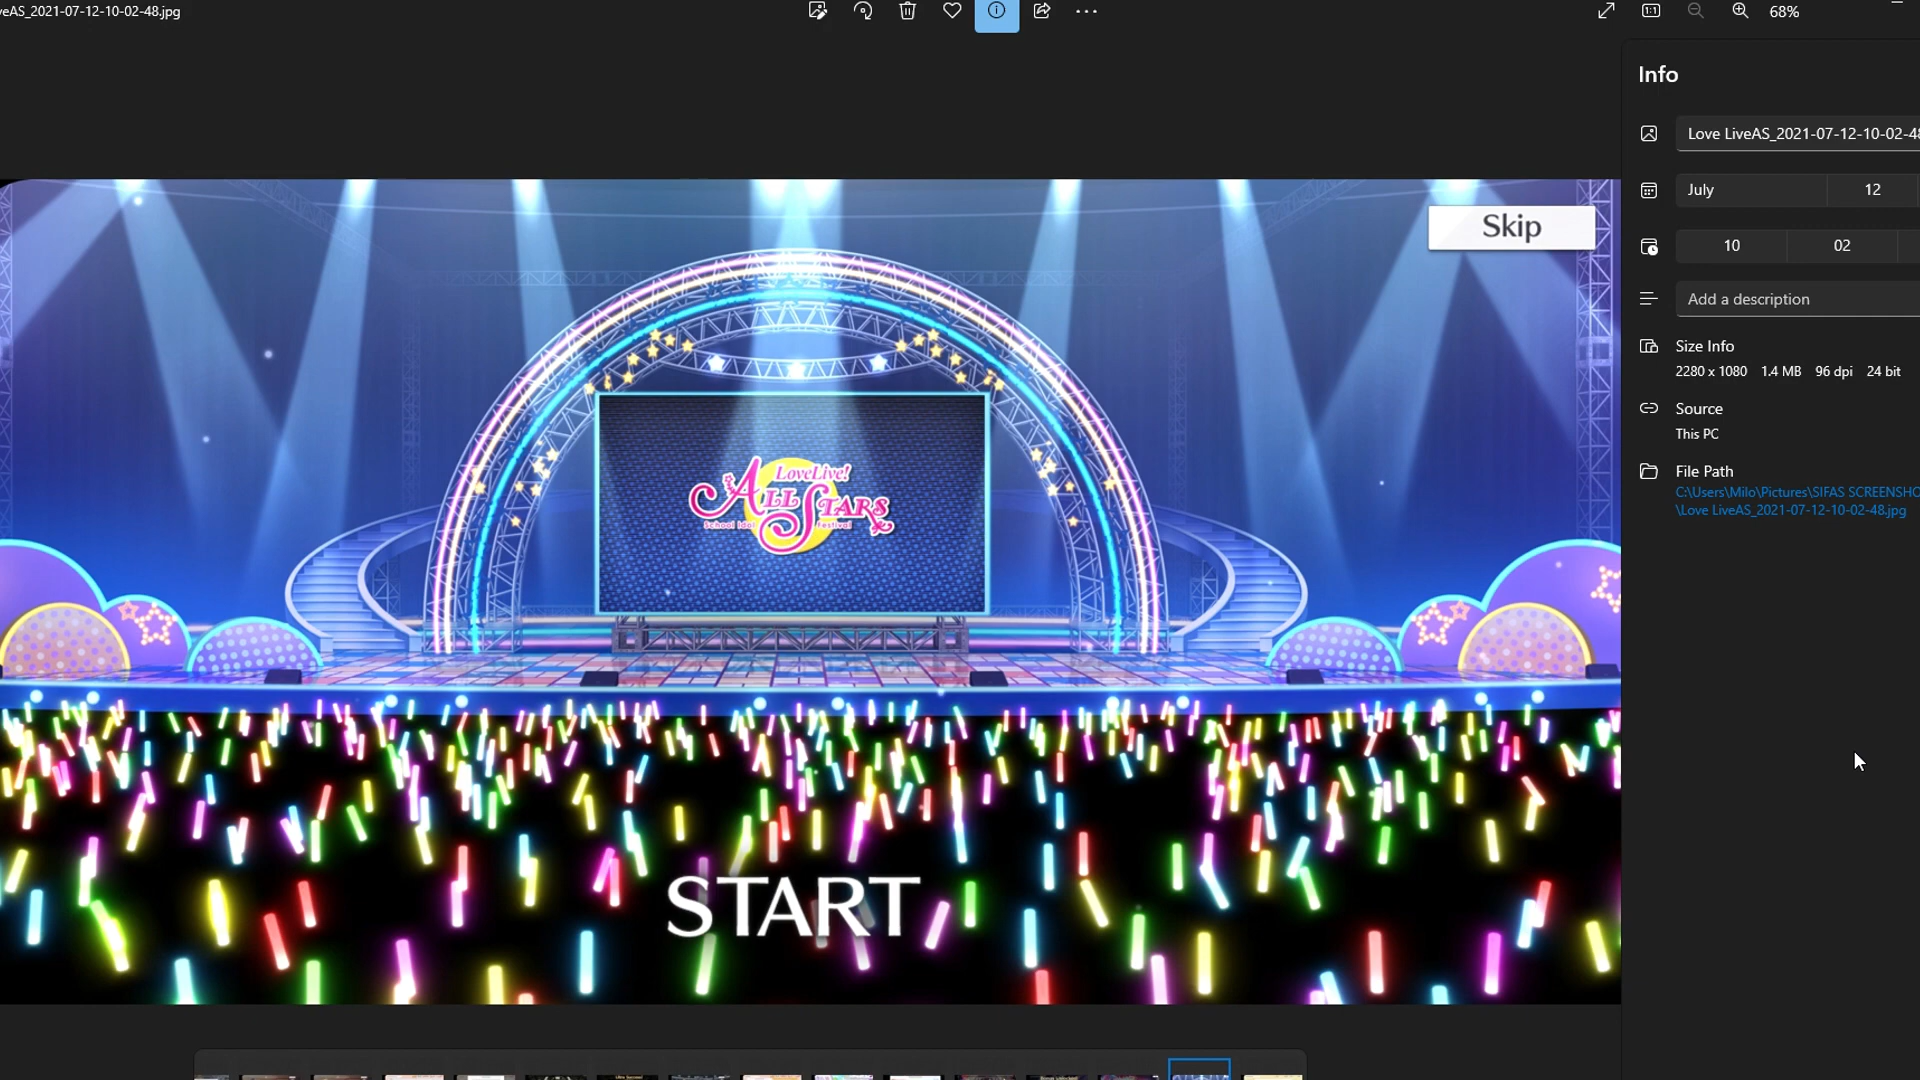 eAS_2021-07-12-10-02-48.jpg
68%
Info
Love LiveAS_2021-07-12-10-02-48
July 12
10 02
Add a description
Size Info
2280 x 1080 1.4 MB 96 dpi 24 bit
Source
This PC
File Path
C:\Users\Milo\Pictures\SIFAS SCREENSHO
\Love LiveAS_2021-07-12-10-02-48.jpg
Skip
LoveLive!
ALL STARS
School Idol Festival
START